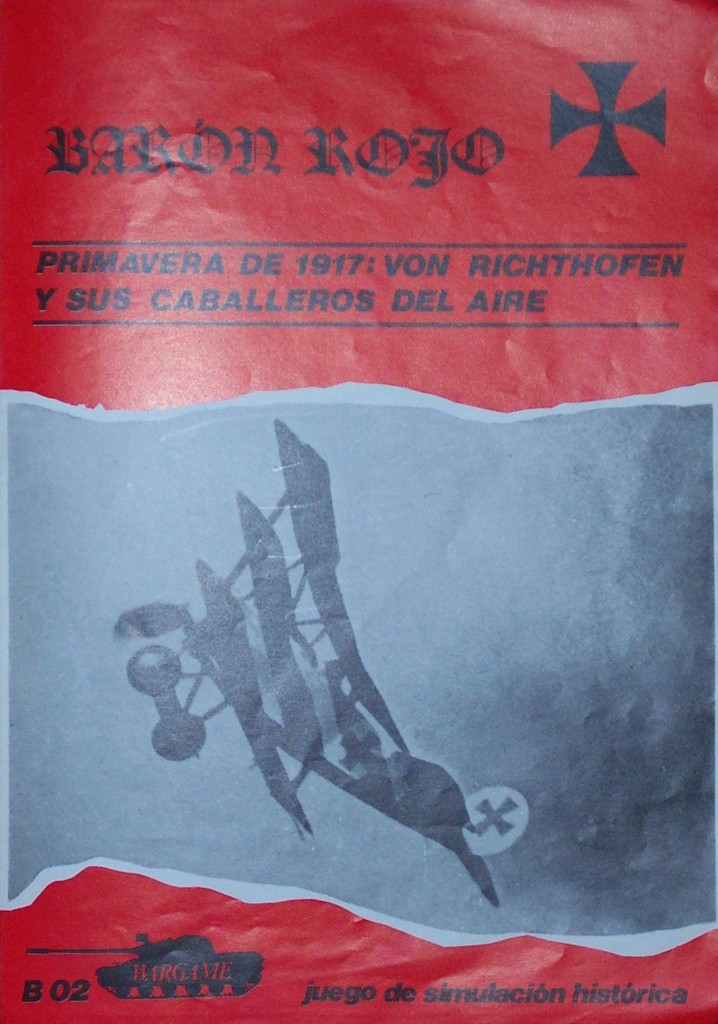 BARÓN ROJO
PRIMAVERA DE 1917: VON RICHTHOFEN
Y SUS CABALLEROS DEL AIRE
WARGAME
B 02
juego de simulación histórica